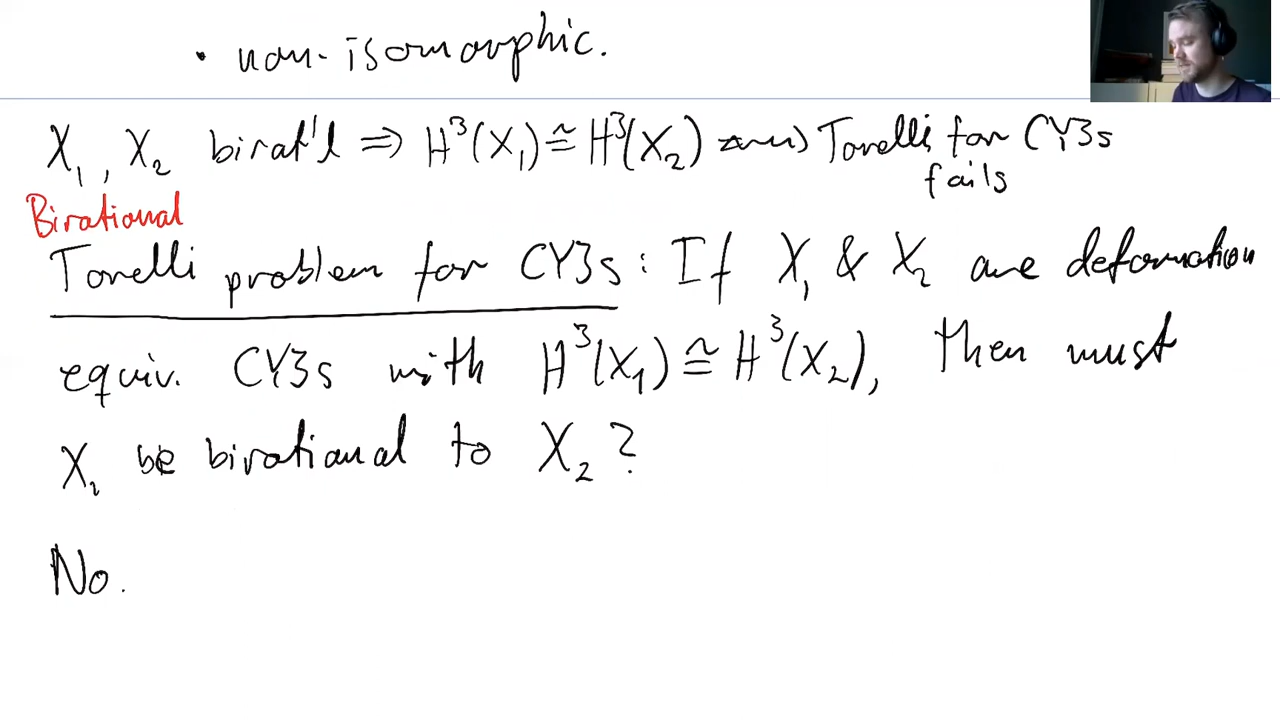 • non-isomorphic.
X₁, X₂ birat'l ⇒ H³(X₁) ≅ H³(X₂) ⟿ Torelli for CY3s
fails
Birational
Torelli problem for CY3s: If X₁ & X₂ are deformation
equiv. CY3s with H³(X₁) ≅ H³(X₂), then must
X₁ be birational to X₂?
No.